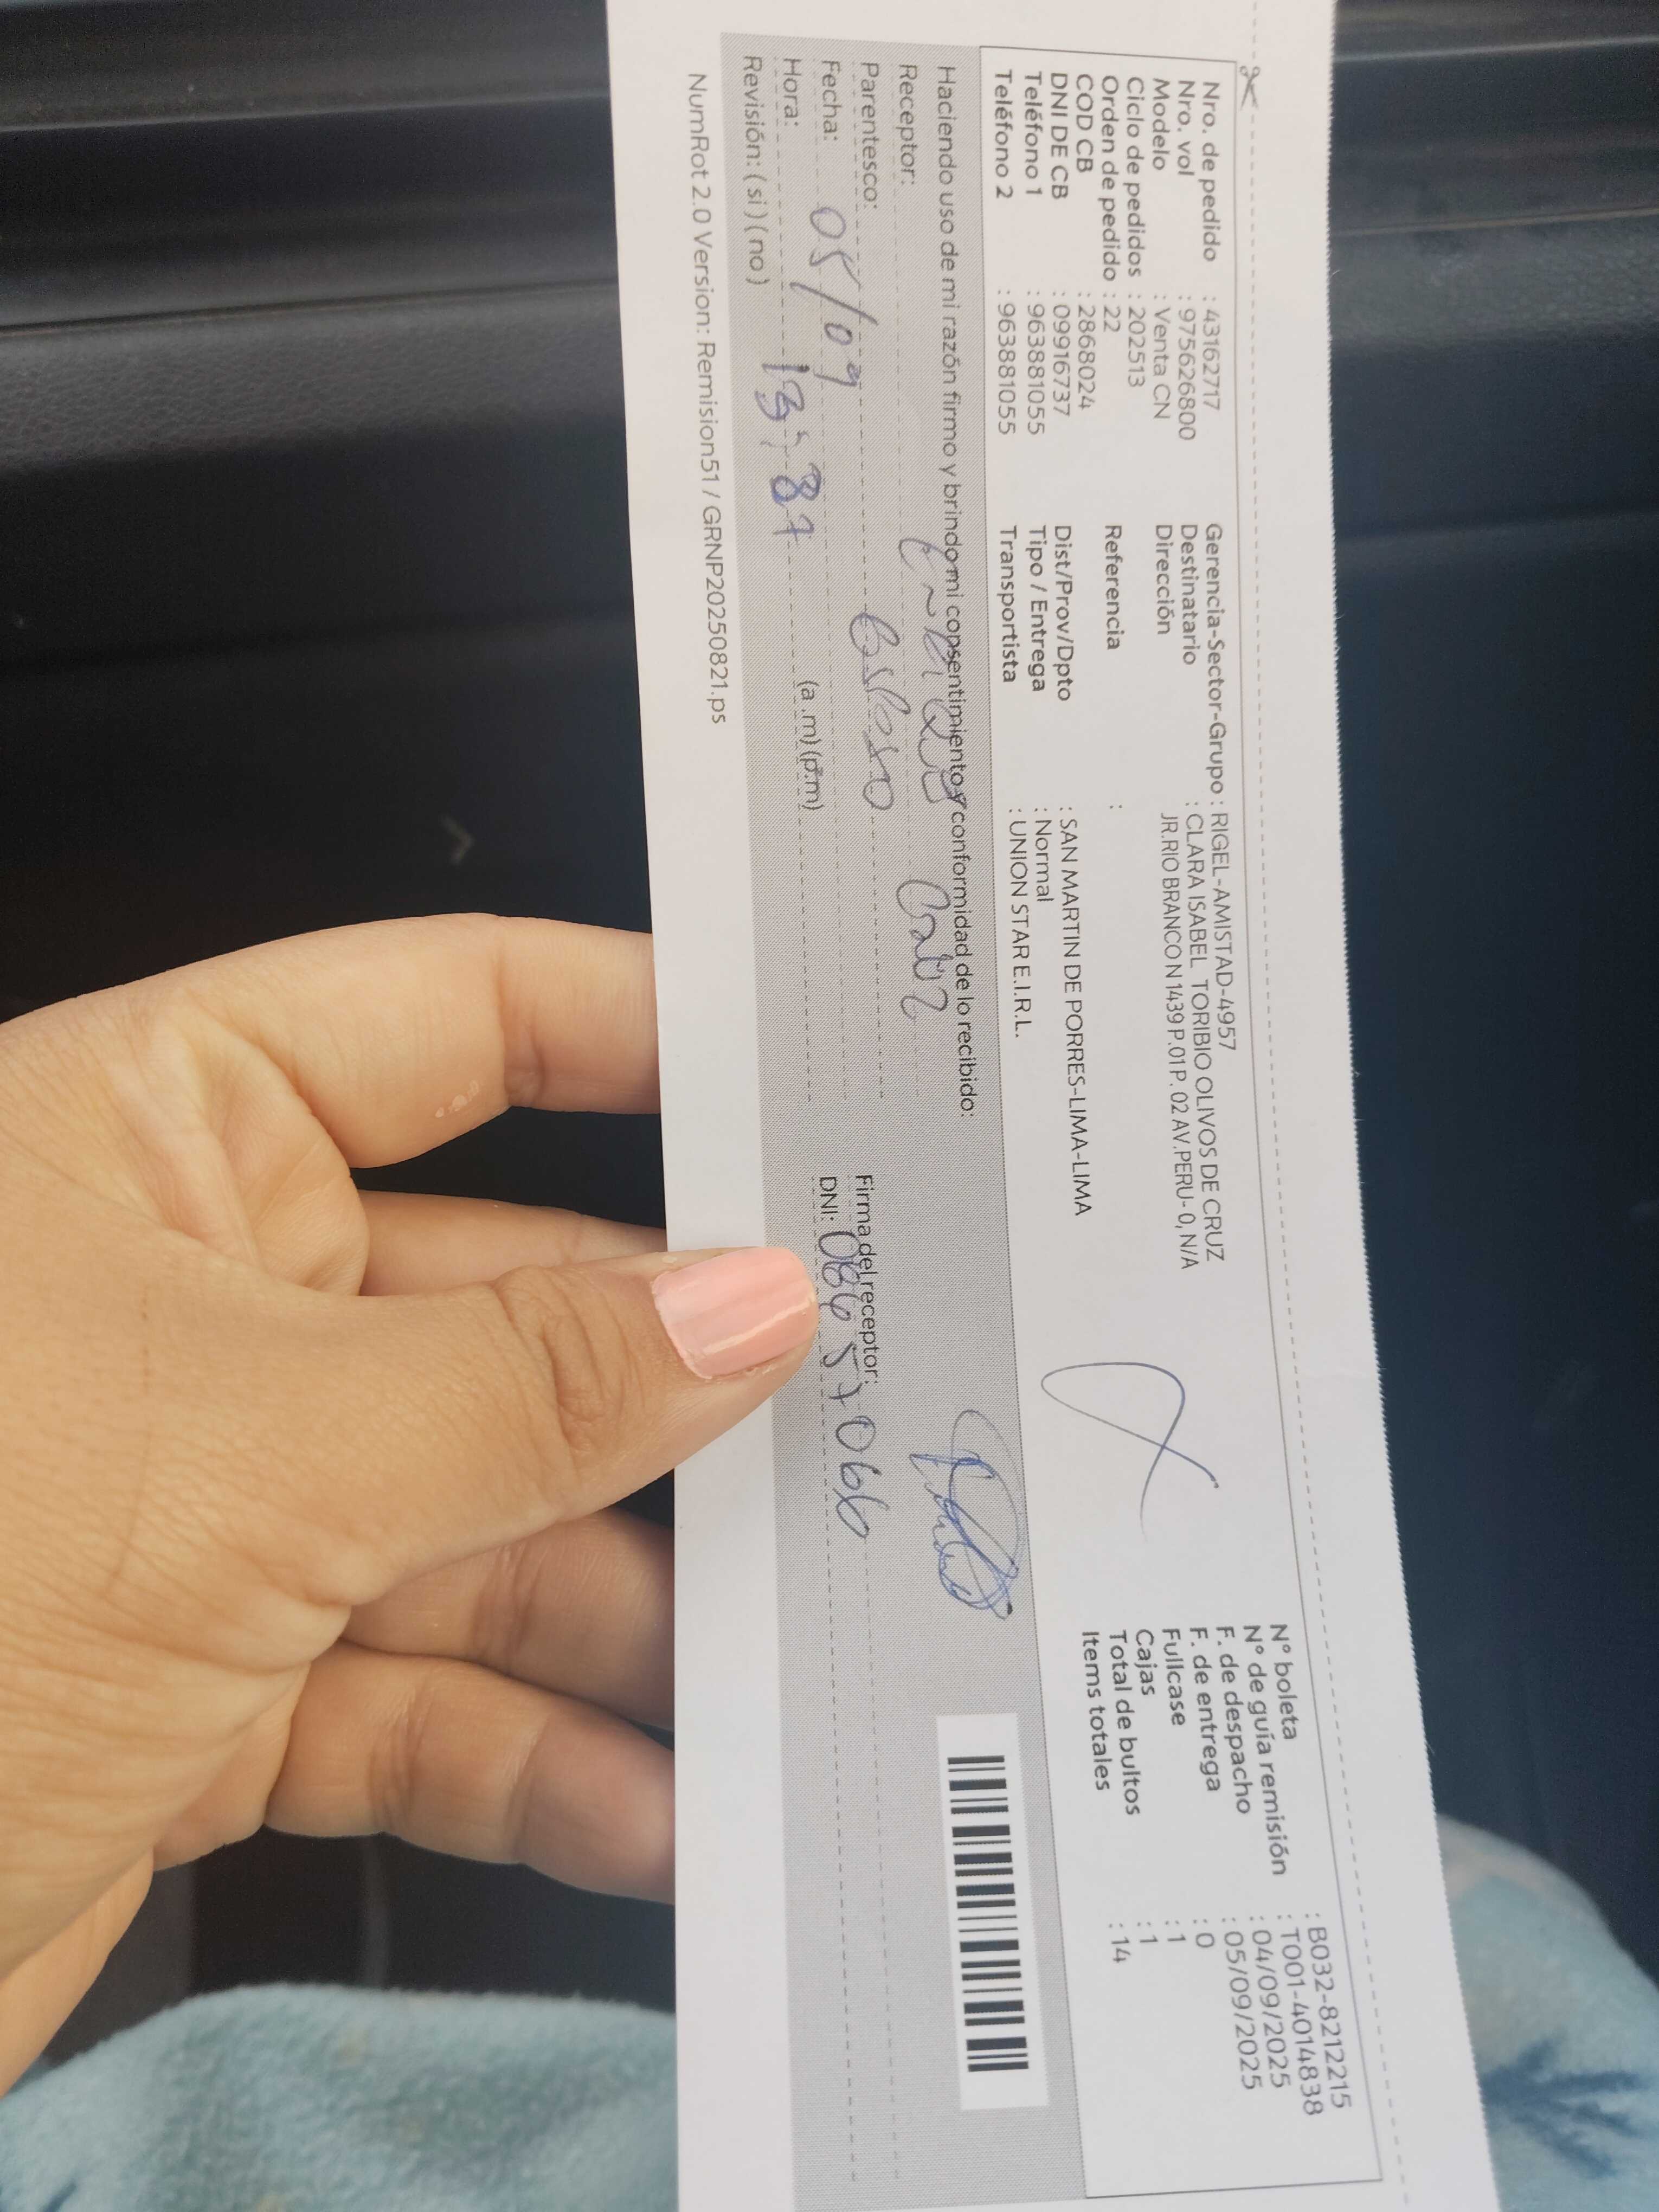 Nro. de pedido : 43162717
Nro. vol : 975626800
Modelo : Venta CN
Ciclo de pedidos : 202513
Orden de pedido : 22
COD CB : 2868024
DNI DE CB : 09916737
Teléfono 1 : 963881055
Teléfono 2 : 963881055
Gerencia-Sector-Grupo : RIGEL-AMISTAD-4957
Destinatario : CLARA ISABEL TORIBIO OLIVOS DE CRUZ
Dirección : JR.RIO BRANCO N 1439 P.01 P. 02 AV.PERU- 0, N/A
Referencia :
Dist/Prov/Dpto : SAN MARTIN DE PORRES-LIMA-LIMA
Tipo / Entrega : Normal
Transportista : UNION STAR E.I.R.L.
N° boleta : B032-8212215
N° de guía remisión : T001-4014838
F. de despacho : 04/09/2025
F. de entrega : 05/09/2025
Fullcase : 0
Cajas : 1
Total de bultos : 1
Items totales : 14
Haciendo uso de mi razón firmo y brindo mi consentimiento y conformidad de lo recibido:
Receptor:
Parentesco: esposo
Fecha: 05/09
Hora: (a.m) (p.m)
Revisión: ( si ) ( no )
Firma del receptor:
DNI: 08657066
NumRot 2.0 Version: Remision51 / GRNP20250821.ps